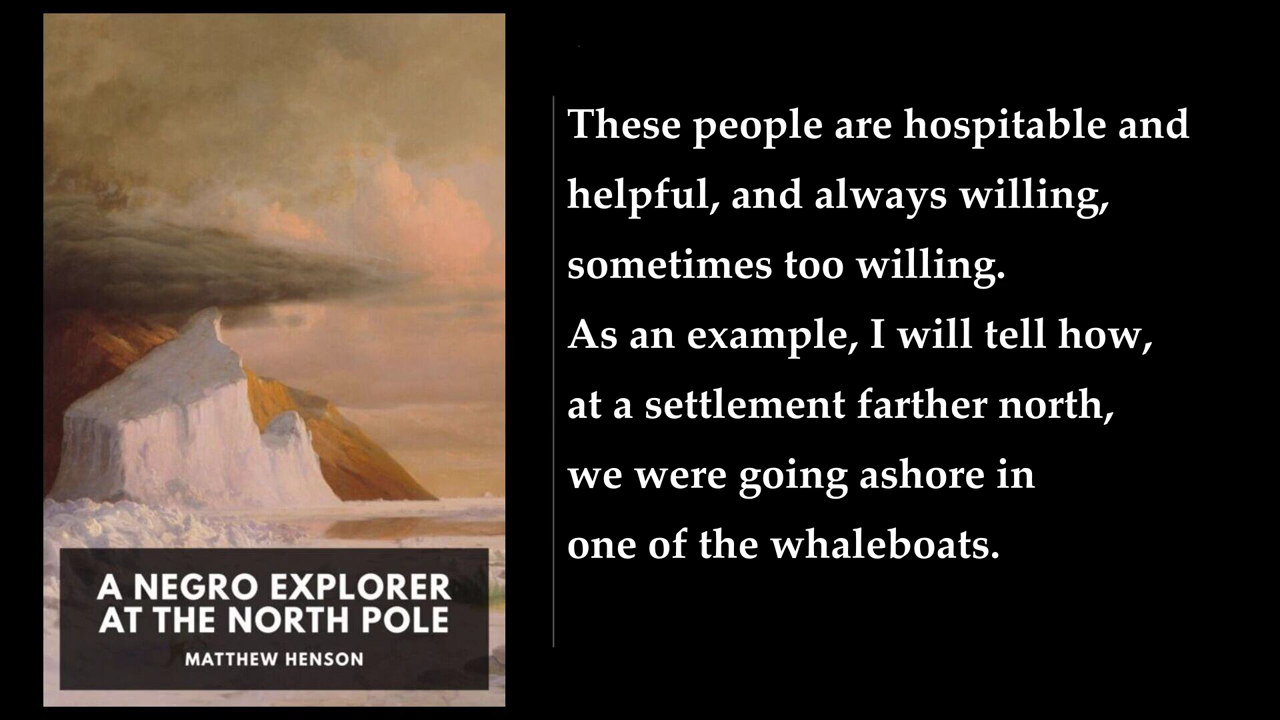 A NEGRO EXPLORER
AT THE NORTH POLE
MATTHEW HENSON
These people are hospitable and
helpful, and always willing,
sometimes too willing.
As an example, I will tell how,
at a settlement farther north,
we were going ashore in
one of the whaleboats.